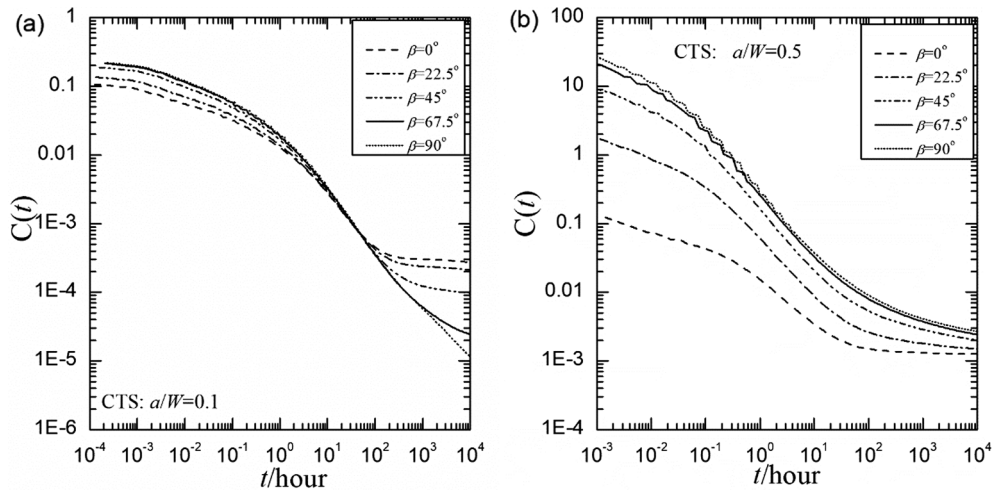 (a)
1
0.1
0.01
1E-3
1E-4
1E-5
1E-6
C(t)
β=0°
β=22.5°
β=45°
β=67.5°
β=90°
CTS: a/W=0.1
10⁻⁴ 10⁻³ 10⁻² 10⁻¹ 10⁰ 10¹ 10² 10³ 10⁴
t/hour
(b)
100
10
1
0.1
0.01
1E-3
1E-4
C(t)
CTS: a/W=0.5
β=0°
β=22.5°
β=45°
β=67.5°
β=90°
10⁻³ 10⁻² 10⁻¹ 10⁰ 10¹ 10² 10³ 10⁴
t/hour